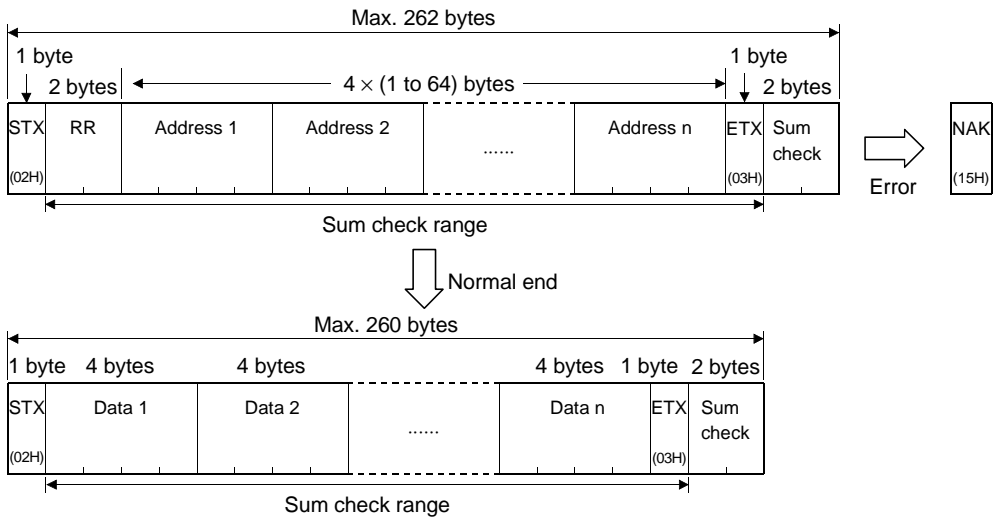 Max. 262 bytes
1 byte 1 byte
2 bytes 4 × (1 to 64) bytes 2 bytes
STX RR Address 1 Address 2 Address n ETX Sum NAK
...... check
(02H) (03H) (15H)
Error
Sum check range
Normal end
Max. 260 bytes
1 byte 4 bytes 4 bytes 4 bytes 1 byte 2 bytes
STX Data 1 Data 2 Data n ETX Sum
...... check
(02H) (03H)
Sum check range